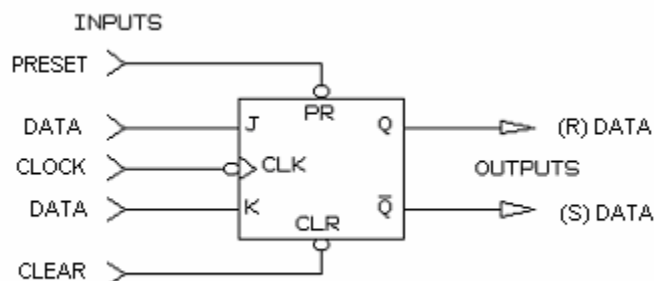 INPUTS
PRESET
PR
DATA
J
Q
(R) DATA
CLOCK
CLK
OUTPUTS
DATA
K
Q̅
(S) DATA
CLR
CLEAR